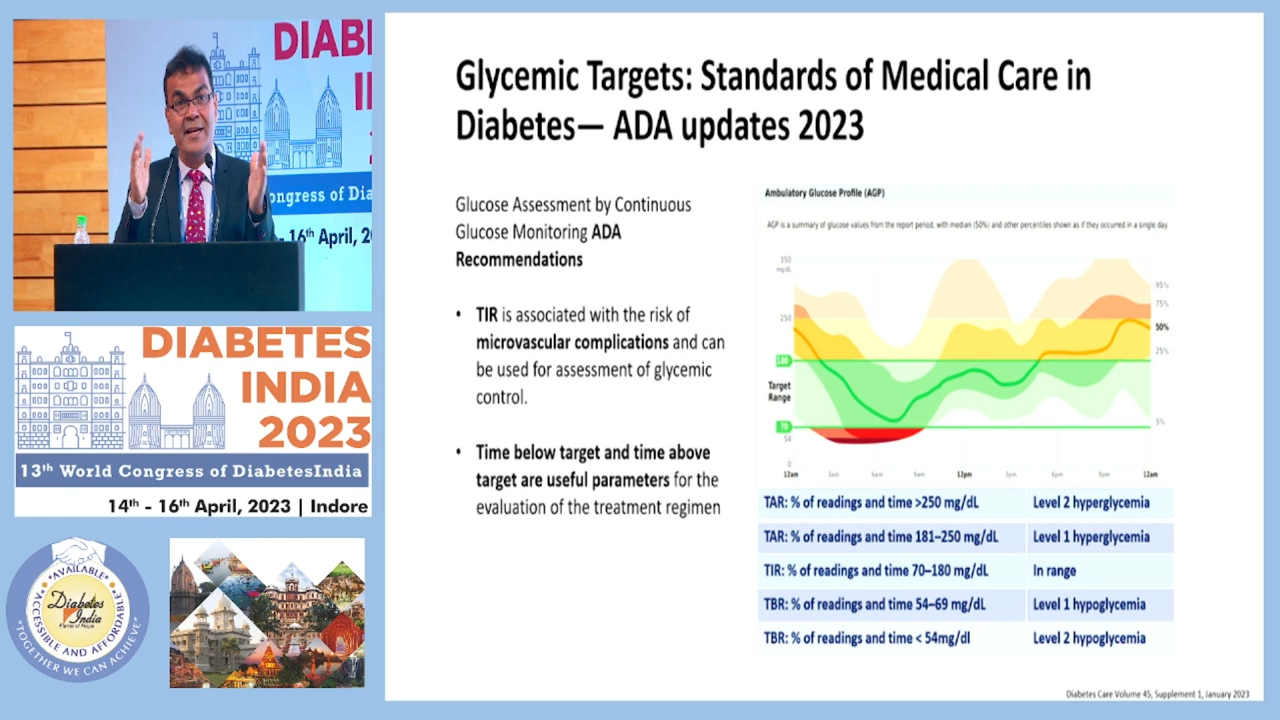 DIAB
I
ongress of Dia
16th April, 2
DIABETES
INDIA
2023
13th World Congress of DiabetesIndia
14th - 16th April, 2023 | Indore
"AVAILABLE"
"ACCESSIBLE AND AFFORDABLE"
Diabetes
India
"TOGETHER WE CAN ACHIEVE"
Glycemic Targets: Standards of Medical Care in
Diabetes— ADA updates 2023
Glucose Assessment by Continuous
Glucose Monitoring ADA
Recommendations
• TIR is associated with the risk of
microvascular complications and can
be used for assessment of glycemic
control.
• Time below target and time above
target are useful parameters for the
evaluation of the treatment regimen
Ambulatory Glucose Profile (AGP)
AGP is a summary of glucose values from the report period, with median (50%) and other percentiles shown as if they occurred in a single day.
350
mg/dL
250
180
Target
Range
70
54
0
95%
75%
50%
25%
5%
12am 3am 6am 9am 12pm 3pm 6pm 9pm 12am
TAR: % of readings and time >250 mg/dL Level 2 hyperglycemia
TAR: % of readings and time 181–250 mg/dL Level 1 hyperglycemia
TIR: % of readings and time 70–180 mg/dL In range
TBR: % of readings and time 54–69 mg/dL Level 1 hypoglycemia
TBR: % of readings and time < 54mg/dl Level 2 hypoglycemia
Diabetes Care Volume 45, Supplement 1, January 2023